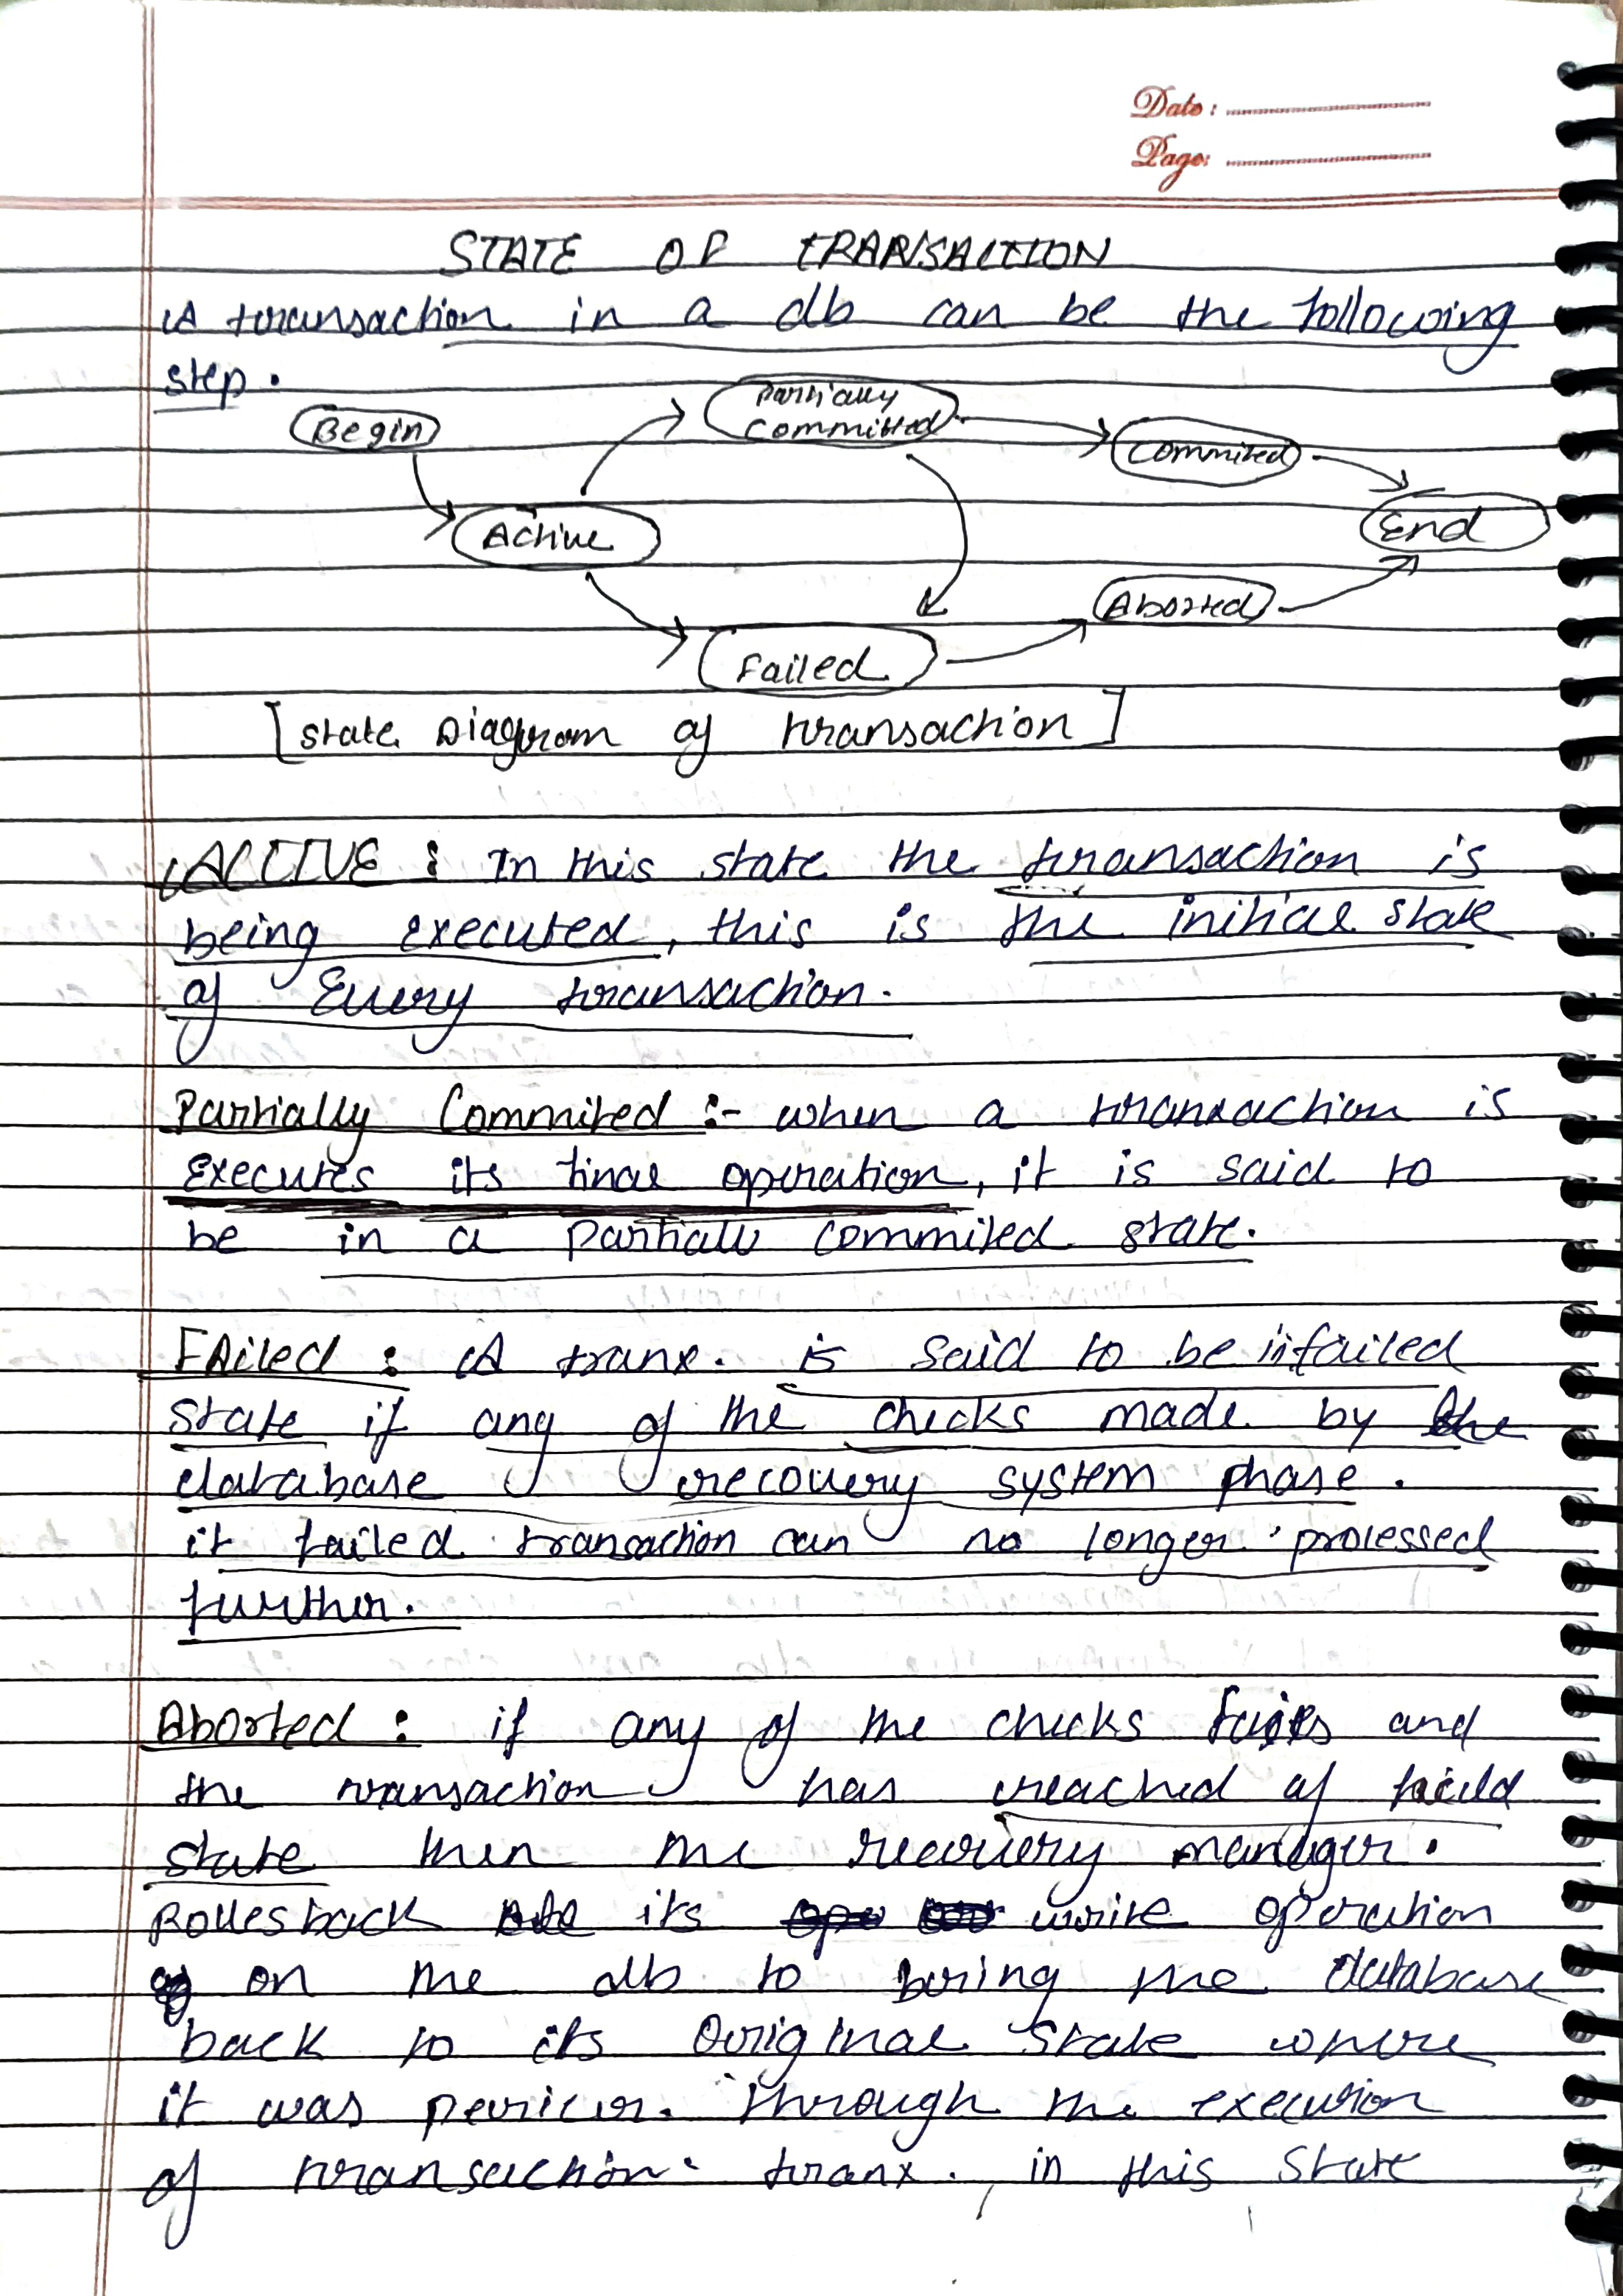 Date :
Page:
STATE OF TRANSACTION
A transaction in a db can be the following
step.
Begin
Partially
Committed
Commited
Active
End
Aborted
Failed
[State Diagram of transaction]
ACTIVE : In this state the transaction is
being executed, this is the initial state
of Every transaction.
Partially Commited :- when a transaction is
Executes its final operation, it is said to
be in a partiall commited state.
FAiled : A tranx. is said to be in failed
state if any of the checks made by the
database recovery system phase.
it failed transaction can no longer processed
further.
Aborted : if any of the checks fails and
the transaction has reached of faield
state then the recovery manager.
Rollesback its write operation
on the db to bring the database
back to its Original State where
it was through the execution
of transaction. tranx. in this State